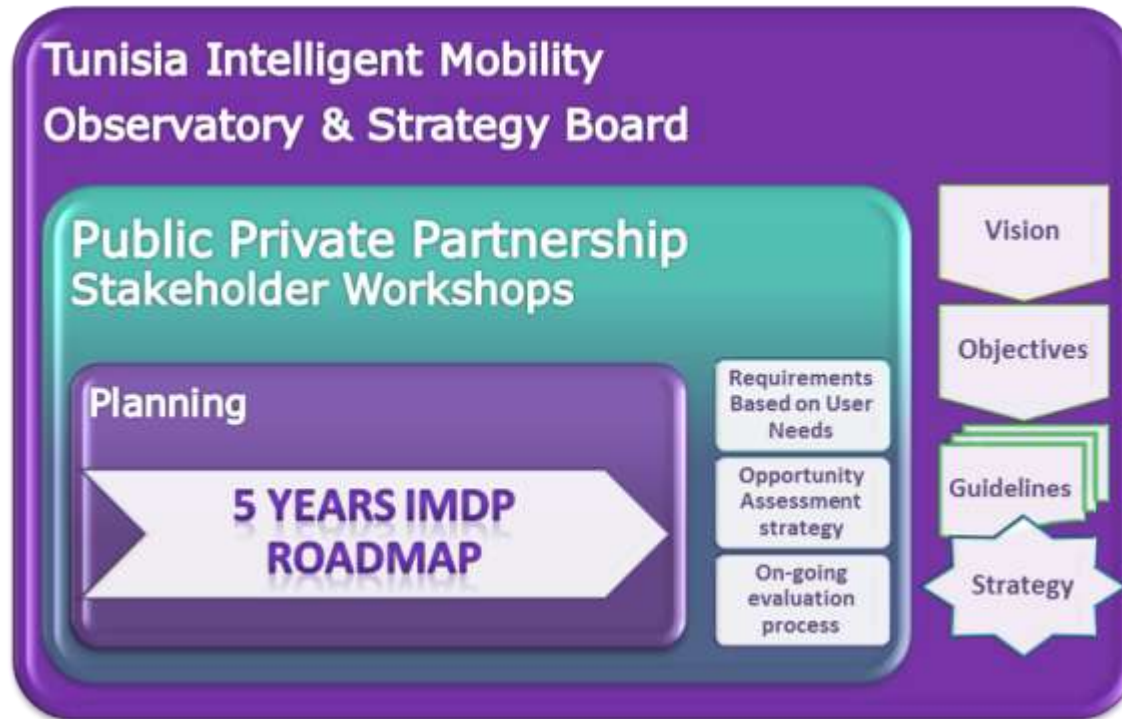 Tunisia Intelligent Mobility
Observatory & Strategy Board
Public Private Partnership
Stakeholder Workshops
Planning
5 YEARS IMDP
ROADMAP
Requirements
Based on User
Needs
Opportunity
Assessment
strategy
On-going
evaluation
process
Vision
Objectives
Guidelines
Strategy